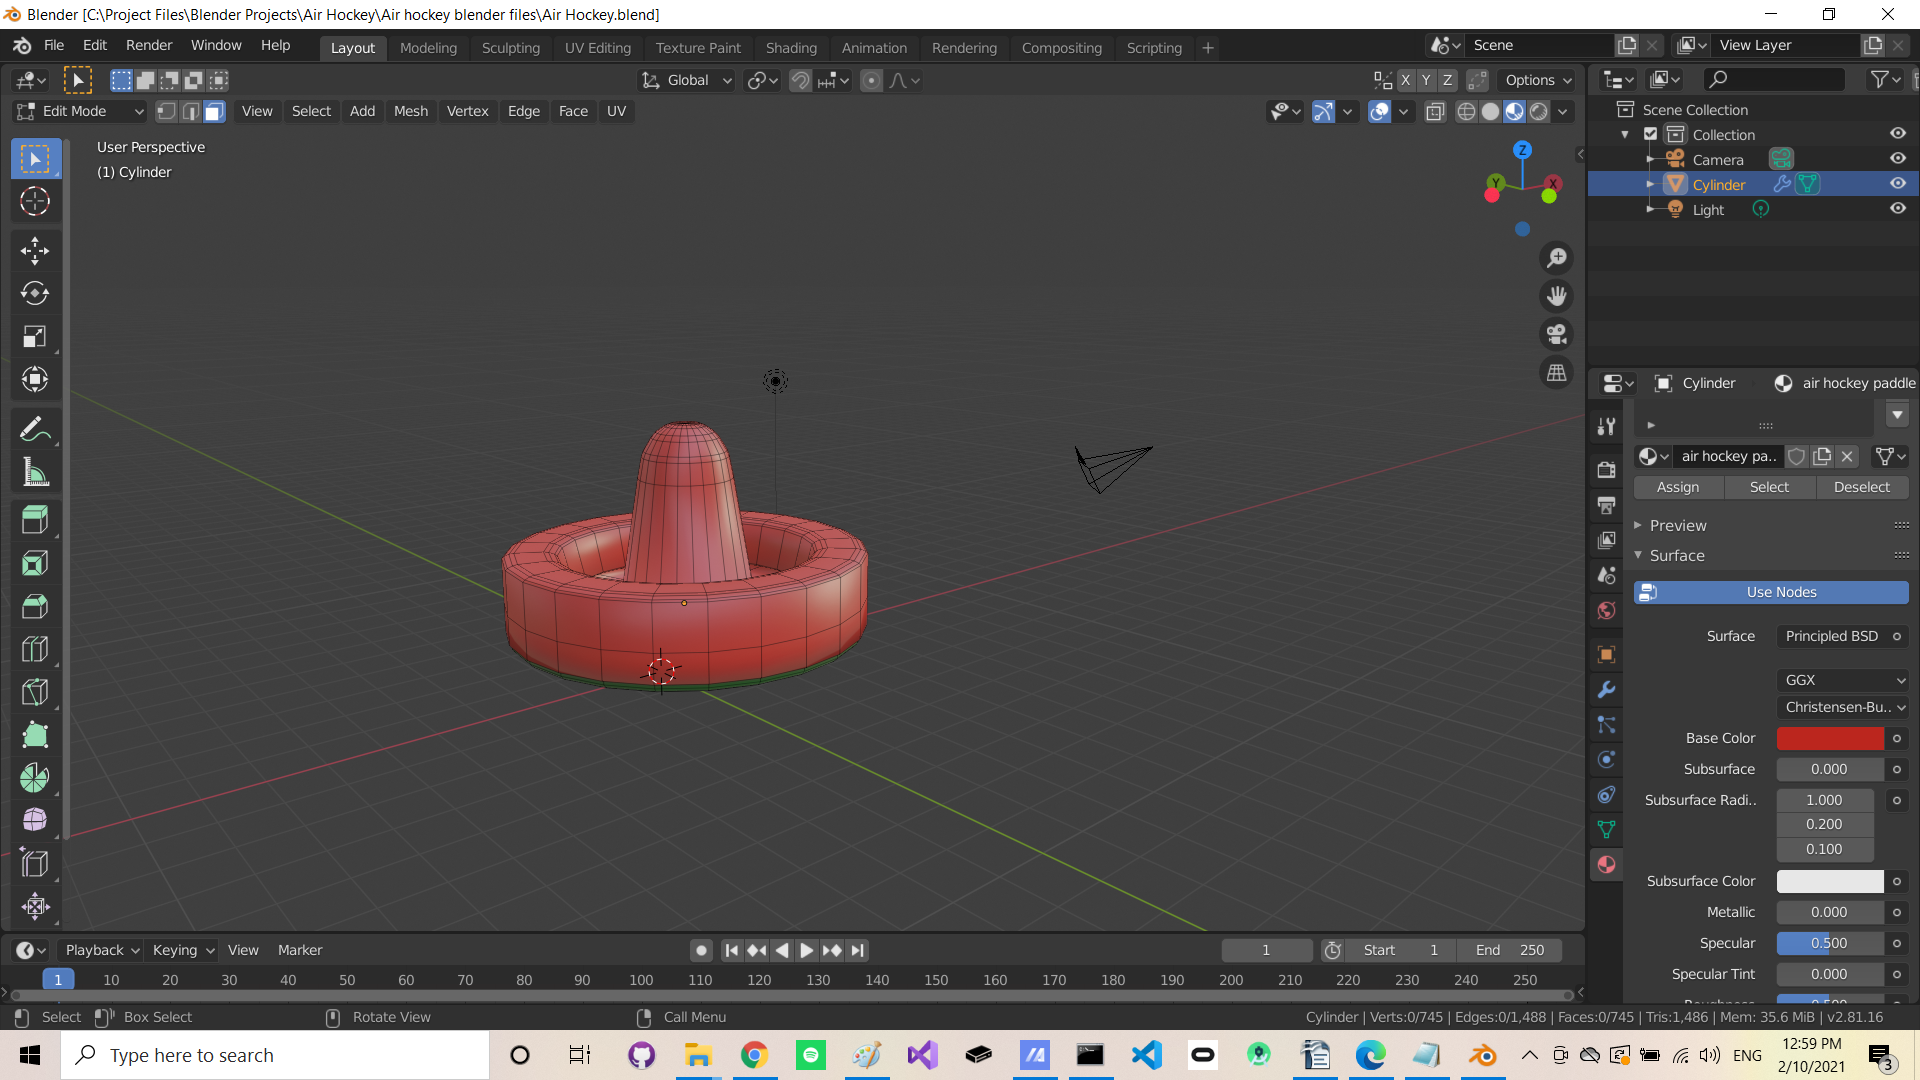 Blender [C:\Project Files\Blender Projects\Air Hockey\Air hockey blender files\Air Hockey.blend]
File Edit Render Window Help Layout Modeling Sculpting UV Editing Texture Paint Shading Animation Rendering Compositing Scripting + Scene View Layer
Global X Y Z Options
Edit Mode View Select Add Mesh Vertex Edge Face UV
User Perspective
(1) Cylinder
Z
Y X
Scene Collection
Collection
Camera
Cylinder
Light
Cylinder air hockey paddle
air hockey pa..
Assign Select Deselect
Preview
Surface
Use Nodes
Surface Principled BSD
GGX
Christensen-Bu..
Base Color
Subsurface 0.000
Subsurface Radi.. 1.000
0.200
0.100
Subsurface Color
Metallic 0.000
Specular 0.500
Specular Tint 0.000
Roughness 0.500
Playback Keying View Marker 1 Start 1 End 250
1 10 20 30 40 50 60 70 80 90 100 110 120 130 140 150 160 170 180 190 200 210 220 230 240 250
Select Box Select Rotate View Call Menu Cylinder | Verts:0/745 | Edges:0/1,488 | Faces:0/745 | Tris:1,486 | Mem: 35.6 MiB | v2.81.16
Type here to search ENG 12:59 PM
2/10/2021
3